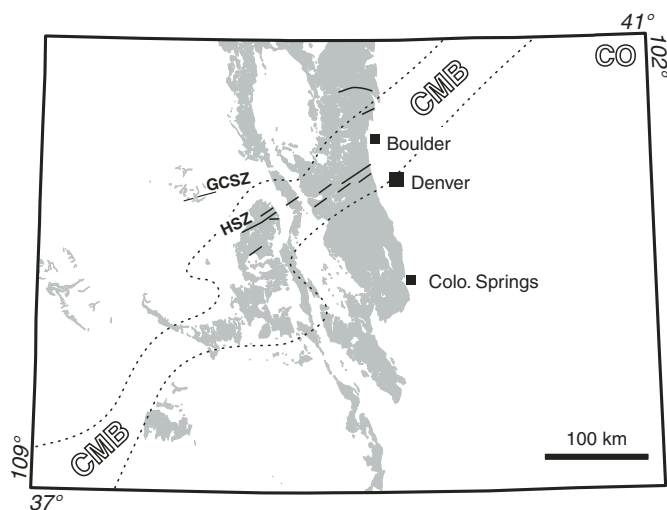 41°
102°
CO
CMB
Boulder
GCSZ
Denver
HSZ
Colo. Springs
CMB
100 km
109°
37°